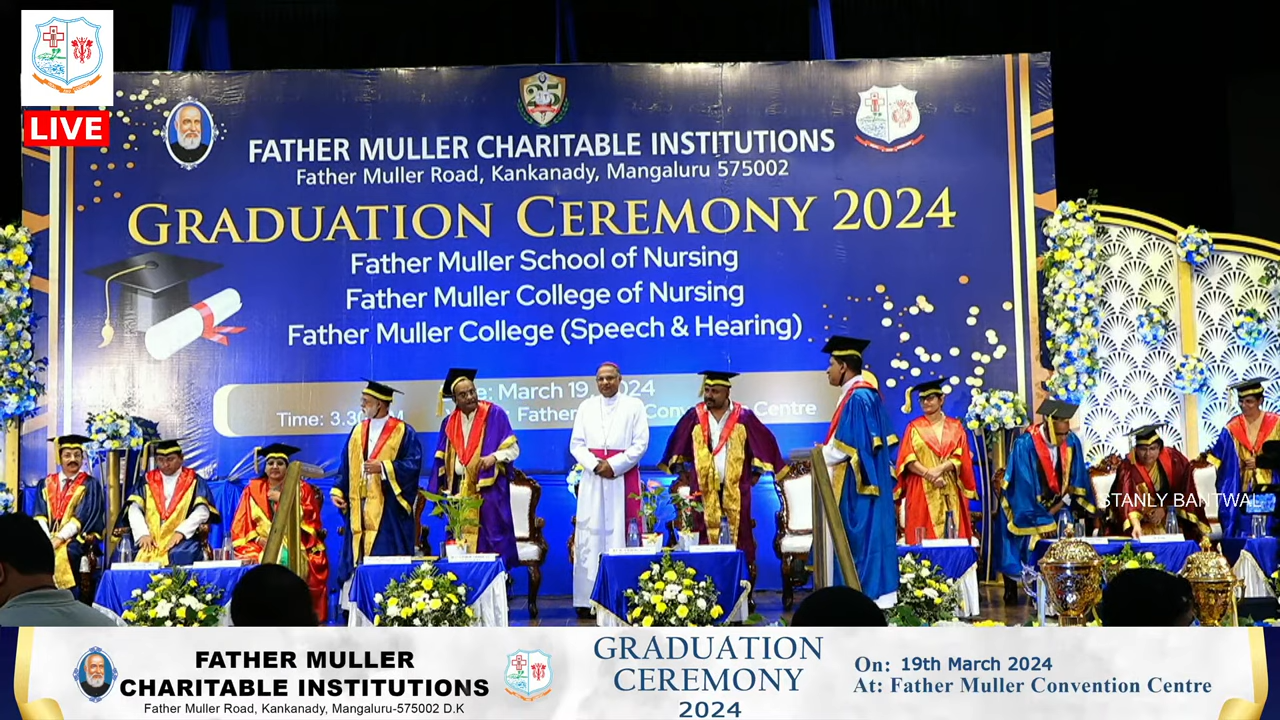 LIVE
25
FATHER MULLER CHARITABLE INSTITUTIONS
Father Muller Road, Kankanady, Mangaluru 575002
GRADUATION CEREMONY 2024
Father Muller School of Nursing
Father Muller College of Nursing
Father Muller College (Speech & Hearing)
March 19, 2024
Time: 3.30 Father Centre
STANLY BANTWAL
FATHER MULLER
CHARITABLE INSTITUTIONS
Father Muller Road, Kankanady, Mangaluru-575002 D.K
GRADUATION
CEREMONY
2024
On: 19th March 2024
At: Father Muller Convention Centre